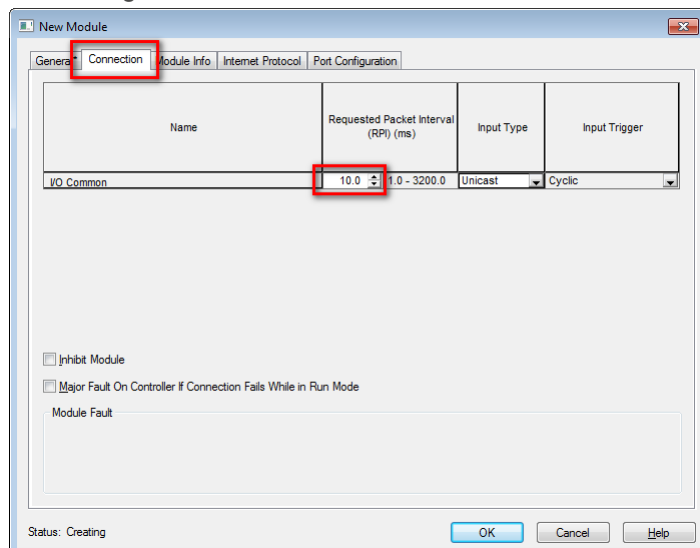 New Module
General* Connection Module Info Internet Protocol Port Configuration
Name
Requested Packet Interval
(RPI) (ms)
Input Type
Input Trigger
I/O Common 10.0 1.0 - 3200.0 Unicast Cyclic
Inhibit Module
Major Fault On Controller If Connection Fails While in Run Mode
Module Fault
Status: Creating OK Cancel Help